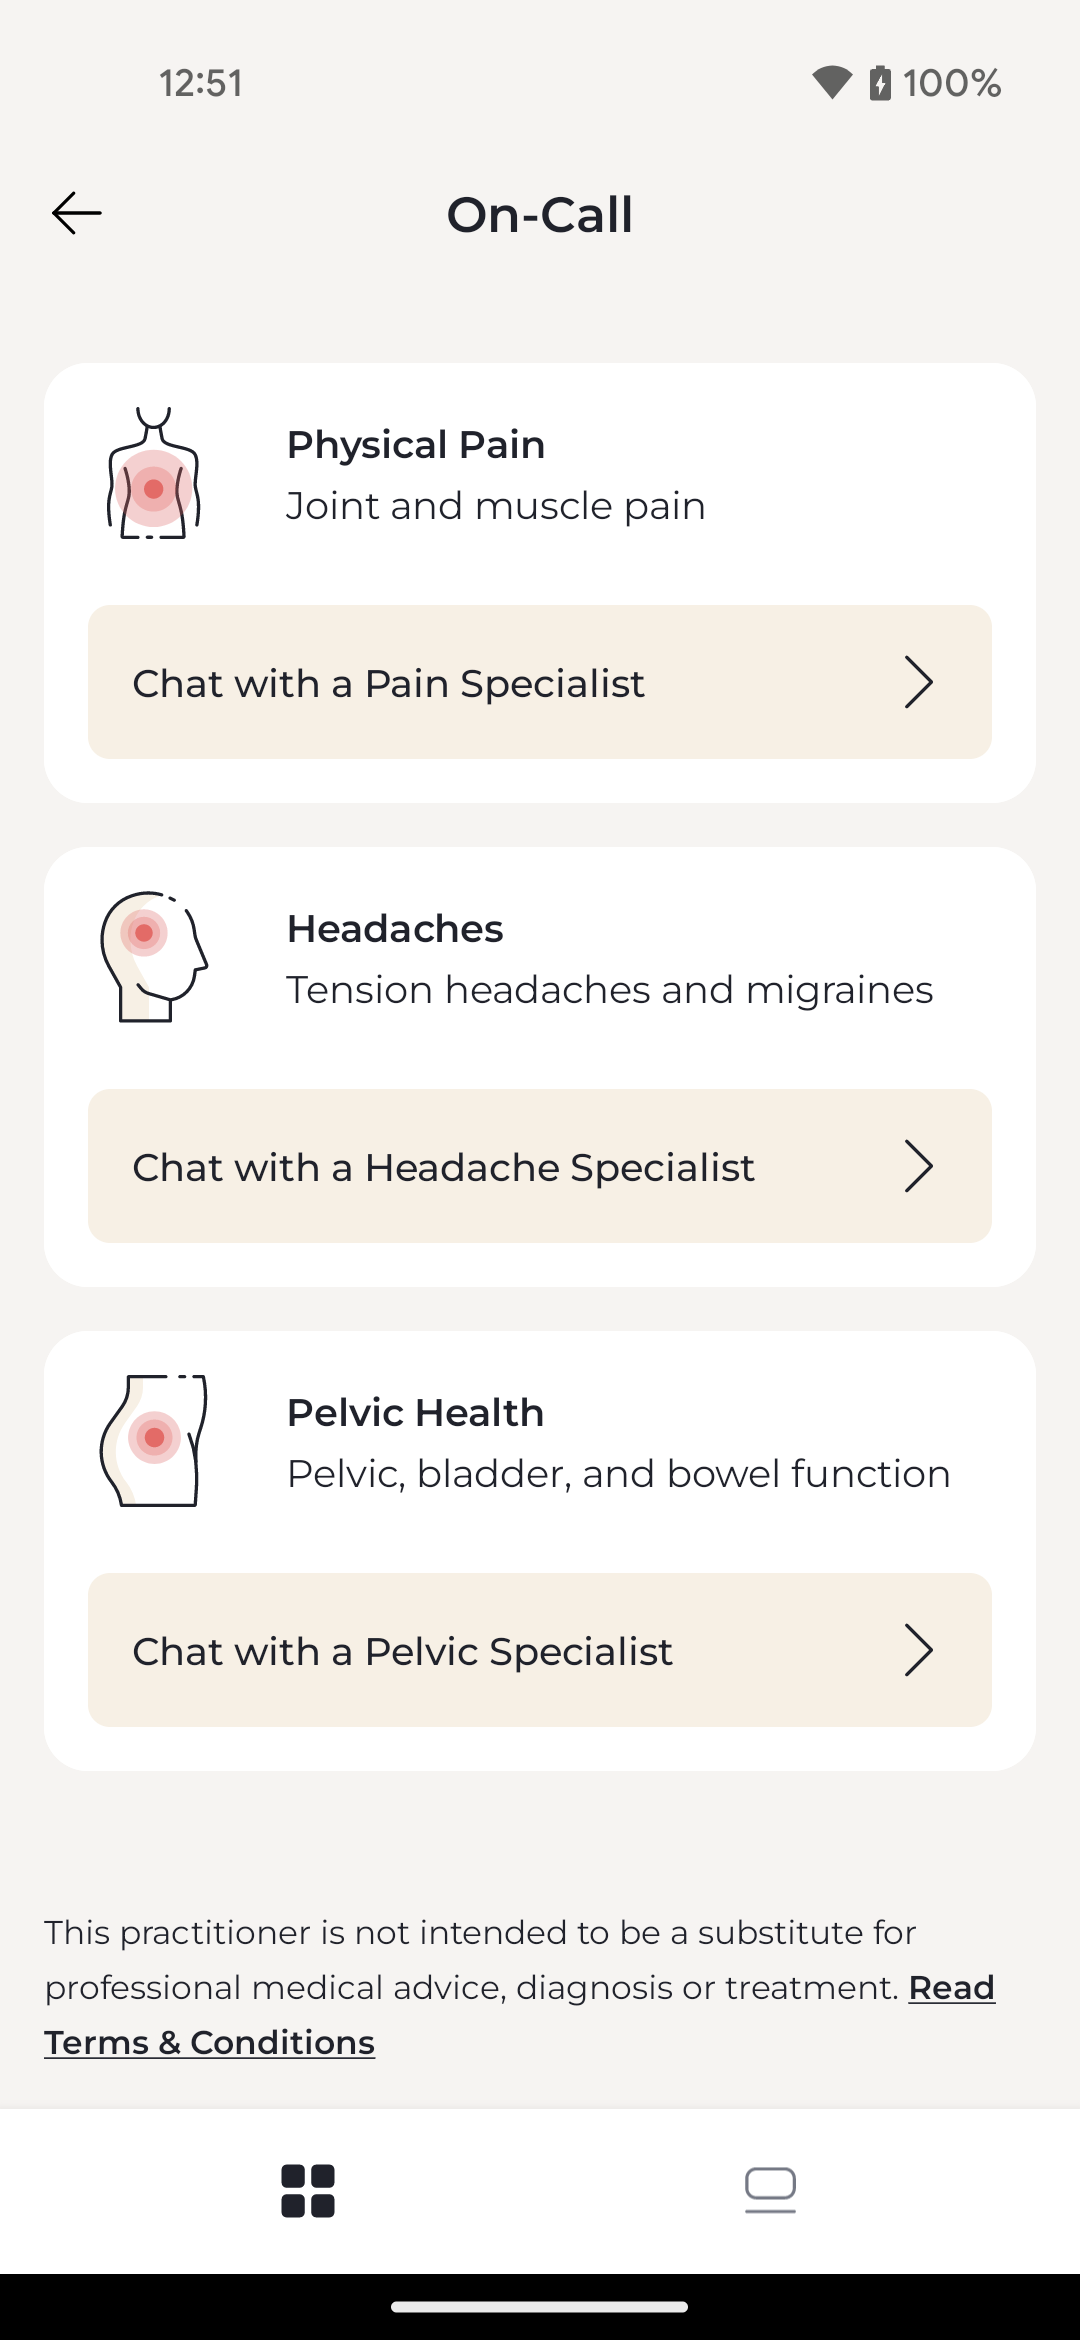 12:51
100%
On-Call
Physical Pain
Joint and muscle pain
Chat with a Pain Specialist
Headaches
Tension headaches and migraines
Chat with a Headache Specialist
Pelvic Health
Pelvic, bladder, and bowel function
Chat with a Pelvic Specialist
This practitioner is not intended to be a substitute for
professional medical advice, diagnosis or treatment. Read
Terms & Conditions